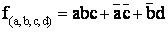 f(a,b,c,d) = abc + a̅c̅ + b̅d